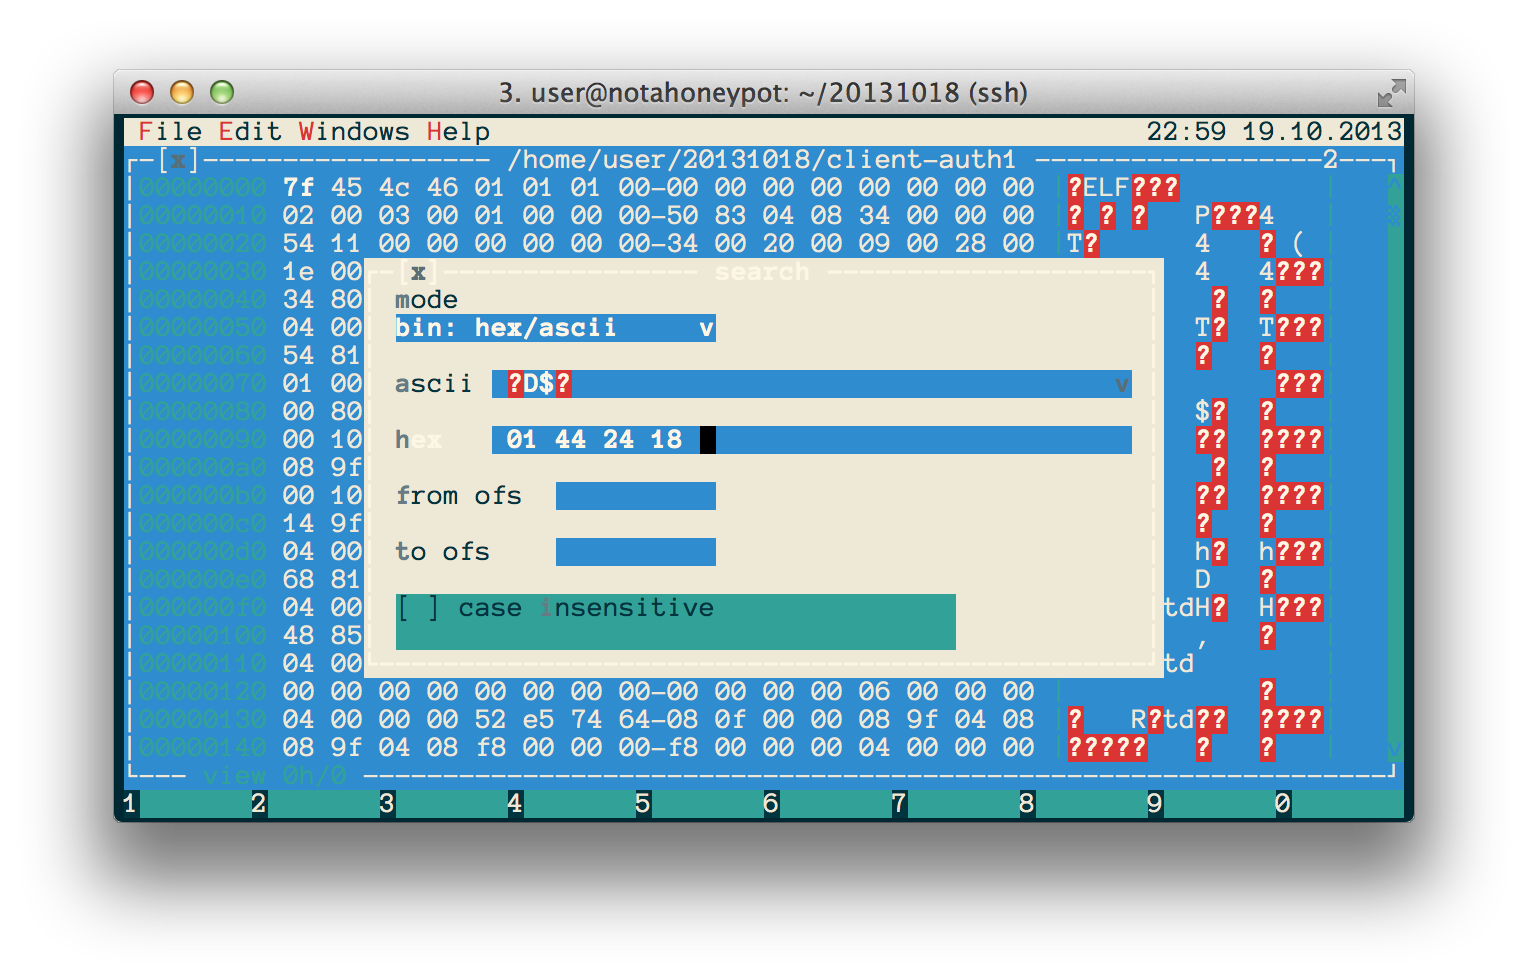 3. user@notahoneypot: ~/20131018 (ssh)
File Edit Windows Help 22:59 19.10.2013
[x] /home/user/20131018/client-auth1 2
00000000 7f 45 4c 46 01 01 01 00-00 00 00 00 00 00 00 00 ?ELF???
00000010 02 00 03 00 01 00 00 00-50 83 04 08 34 00 00 00 ? ? ? P???4
00000020 54 11 00 00 00 00 00 00-34 00 20 00 09 00 28 00 T? 4 ? (
00000030 1e 00 [x] search 4 4???
00000040 34 80 mode ? ?
00000050 04 00 bin: hex/ascii v T? T???
00000060 54 81 ? ?
00000070 01 00 ascii ?D$? v ???
00000080 00 80 $? ?
00000090 00 10 hex 01 44 24 18 ?? ????
000000a0 08 9f ? ?
000000b0 00 10 from ofs ?? ????
000000c0 14 9f ? ?
000000d0 04 00 to ofs h? h???
000000e0 68 81 D ?
000000f0 04 00 [ ] case insensitive tdH? H???
00000100 48 85 , ?
00000110 04 00 td
00000120 00 00 00 00 00 00 00 00-00 00 00 00 06 00 00 00 ?
00000130 04 00 00 00 52 e5 74 64-08 0f 00 00 08 9f 04 08 ? R?td?? ????
00000140 08 9f 04 08 f8 00 00 00-f8 00 00 00 04 00 00 00 ????? ? ?
view 0h/0
1 2 3 4 5 6 7 8 9 0